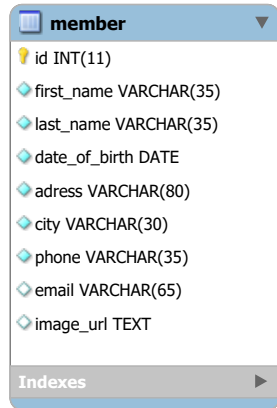 member
id INT(11)
first_name VARCHAR(35)
last_name VARCHAR(35)
date_of_birth DATE
adress VARCHAR(80)
city VARCHAR(30)
phone VARCHAR(35)
email VARCHAR(65)
image_url TEXT
Indexes